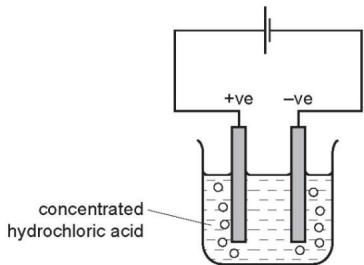 +ve
–ve
concentrated
hydrochloric acid